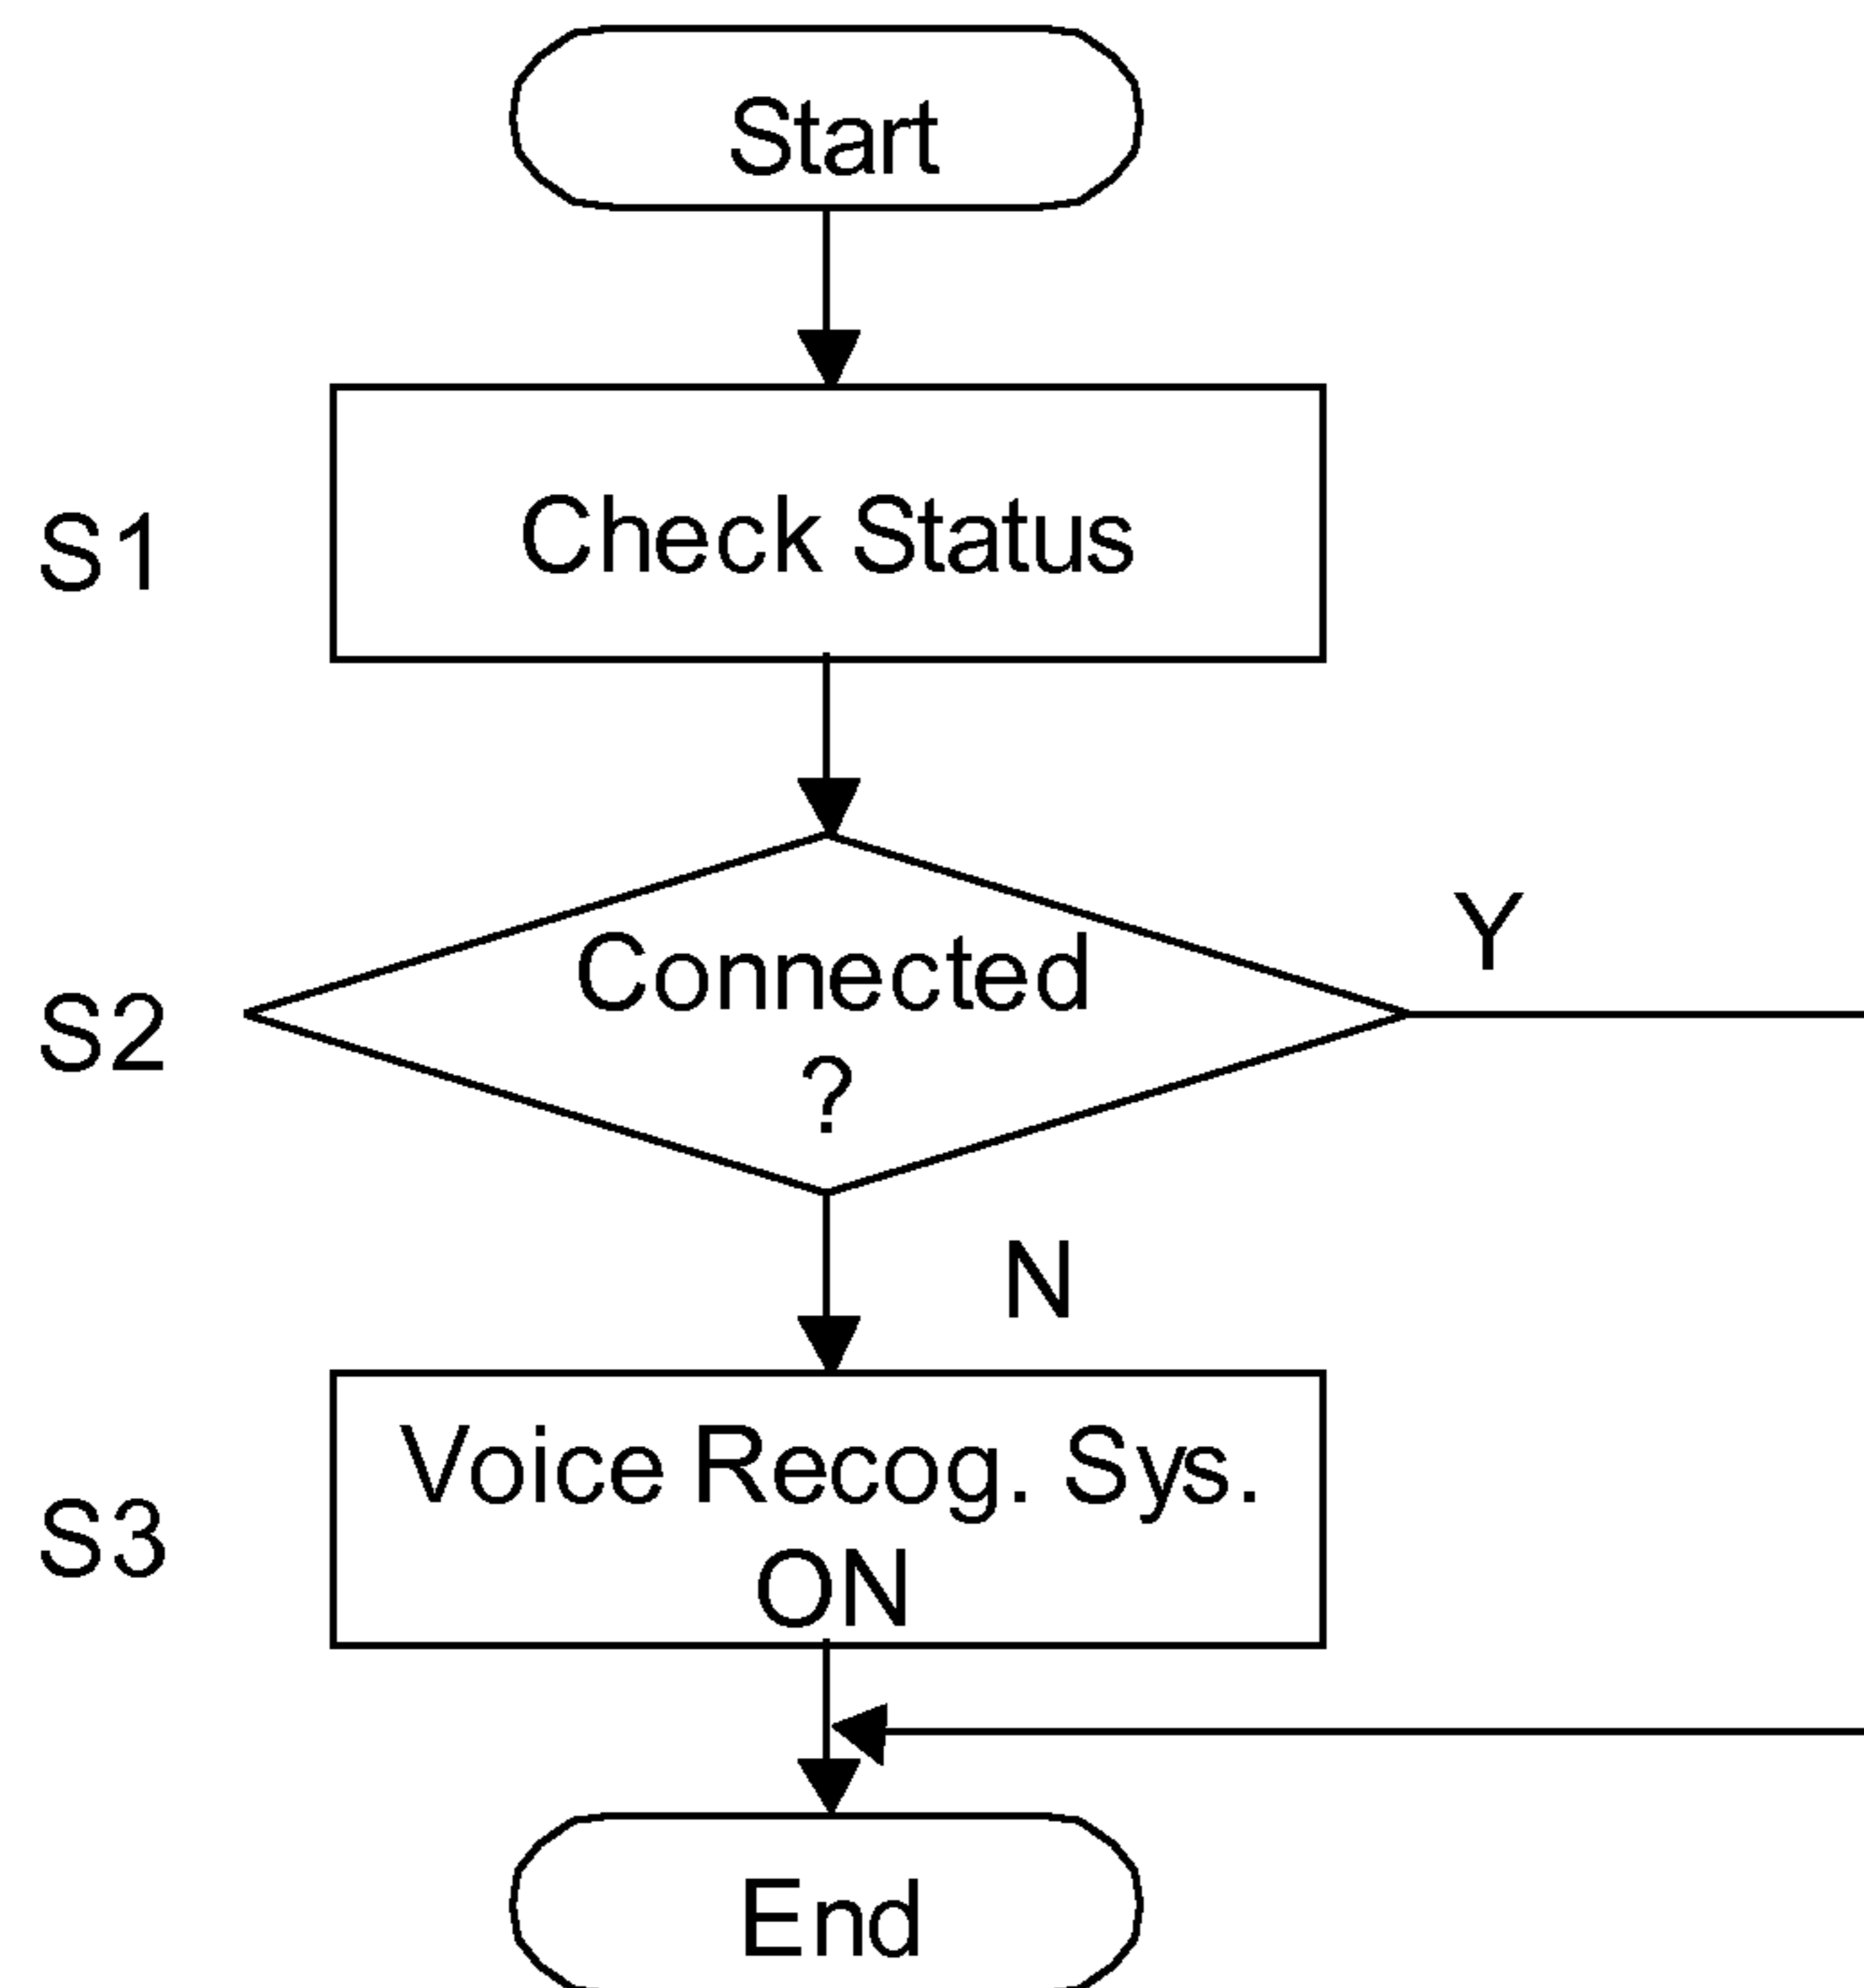 Start
S1
Check Status
S2
Connected
?
Y
N
S3
Voice Recog. Sys.
ON
End